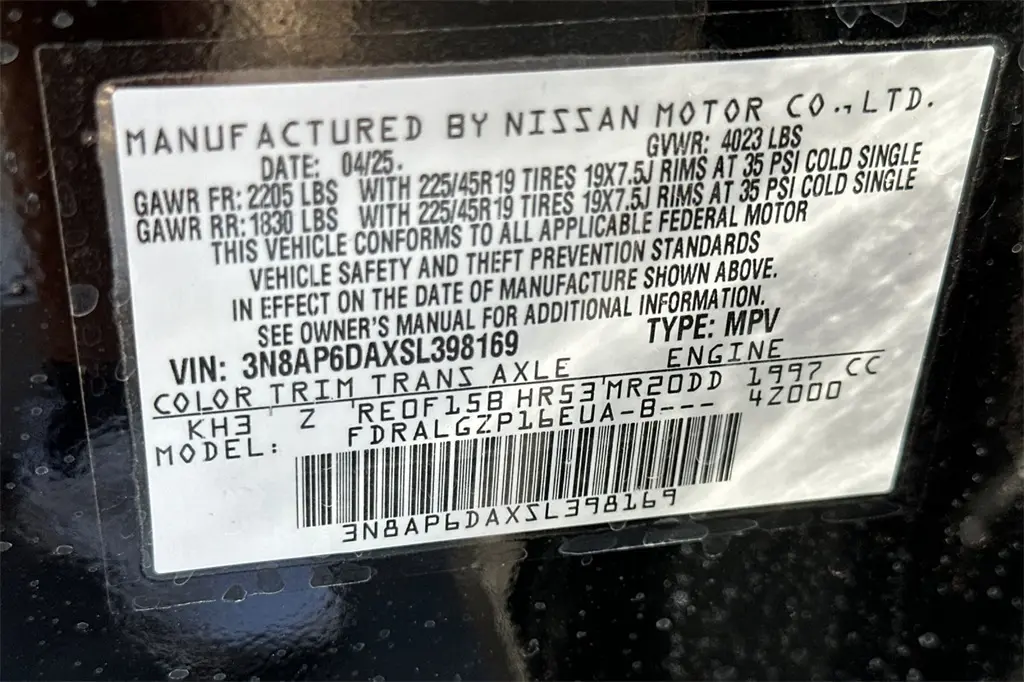 MANUFACTURED BY NISSAN MOTOR CO., LTD.
DATE: 04/25. GVWR: 4023 LBS
GAWR FR: 2205 LBS WITH 225/45R19 TIRES 19X7.5J RIMS AT 35 PSI COLD SINGLE
GAWR RR: 1830 LBS WITH 225/45R19 TIRES 19X7.5J RIMS AT 35 PSI COLD SINGLE
THIS VEHICLE CONFORMS TO ALL APPLICABLE FEDERAL MOTOR
VEHICLE SAFETY AND THEFT PREVENTION STANDARDS
IN EFFECT ON THE DATE OF MANUFACTURE SHOWN ABOVE.
SEE OWNER'S MANUAL FOR ADDITIONAL INFORMATION.
VIN: 3N8AP6DAXSL398169 TYPE: MPV
COLOR TRIM TRANS AXLE ENGINE
KH3 Z RE0F15B HR53 MR20DD 1997 CC
MODEL: FDRALGZP16EUA-B--- 42000
3N8AP6DAXSL398169